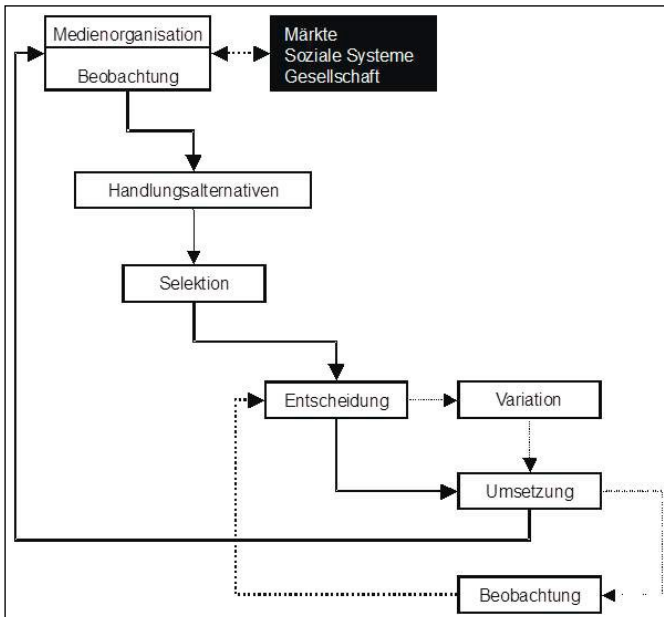 Medienorganisation
Beobachtung
Märkte
Soziale Systeme
Gesellschaft
Handlungsalternativen
Selektion
Entscheidung
Variation
Umsetzung
Beobachtung